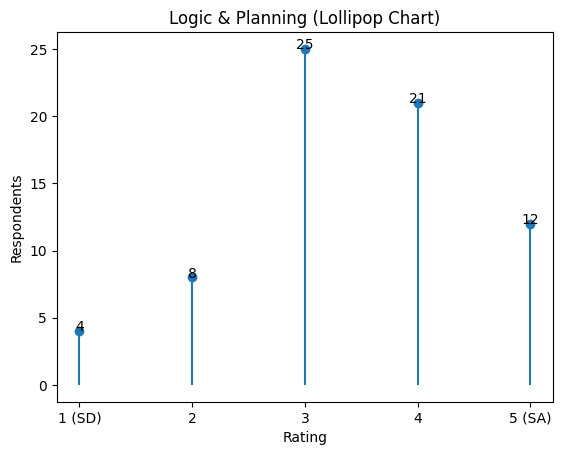 Logic & Planning (Lollipop Chart)
25
25
21
20
15
12
10
8
5
4
0
Respondents
1 (SD) 2 3 4 5 (SA)
Rating